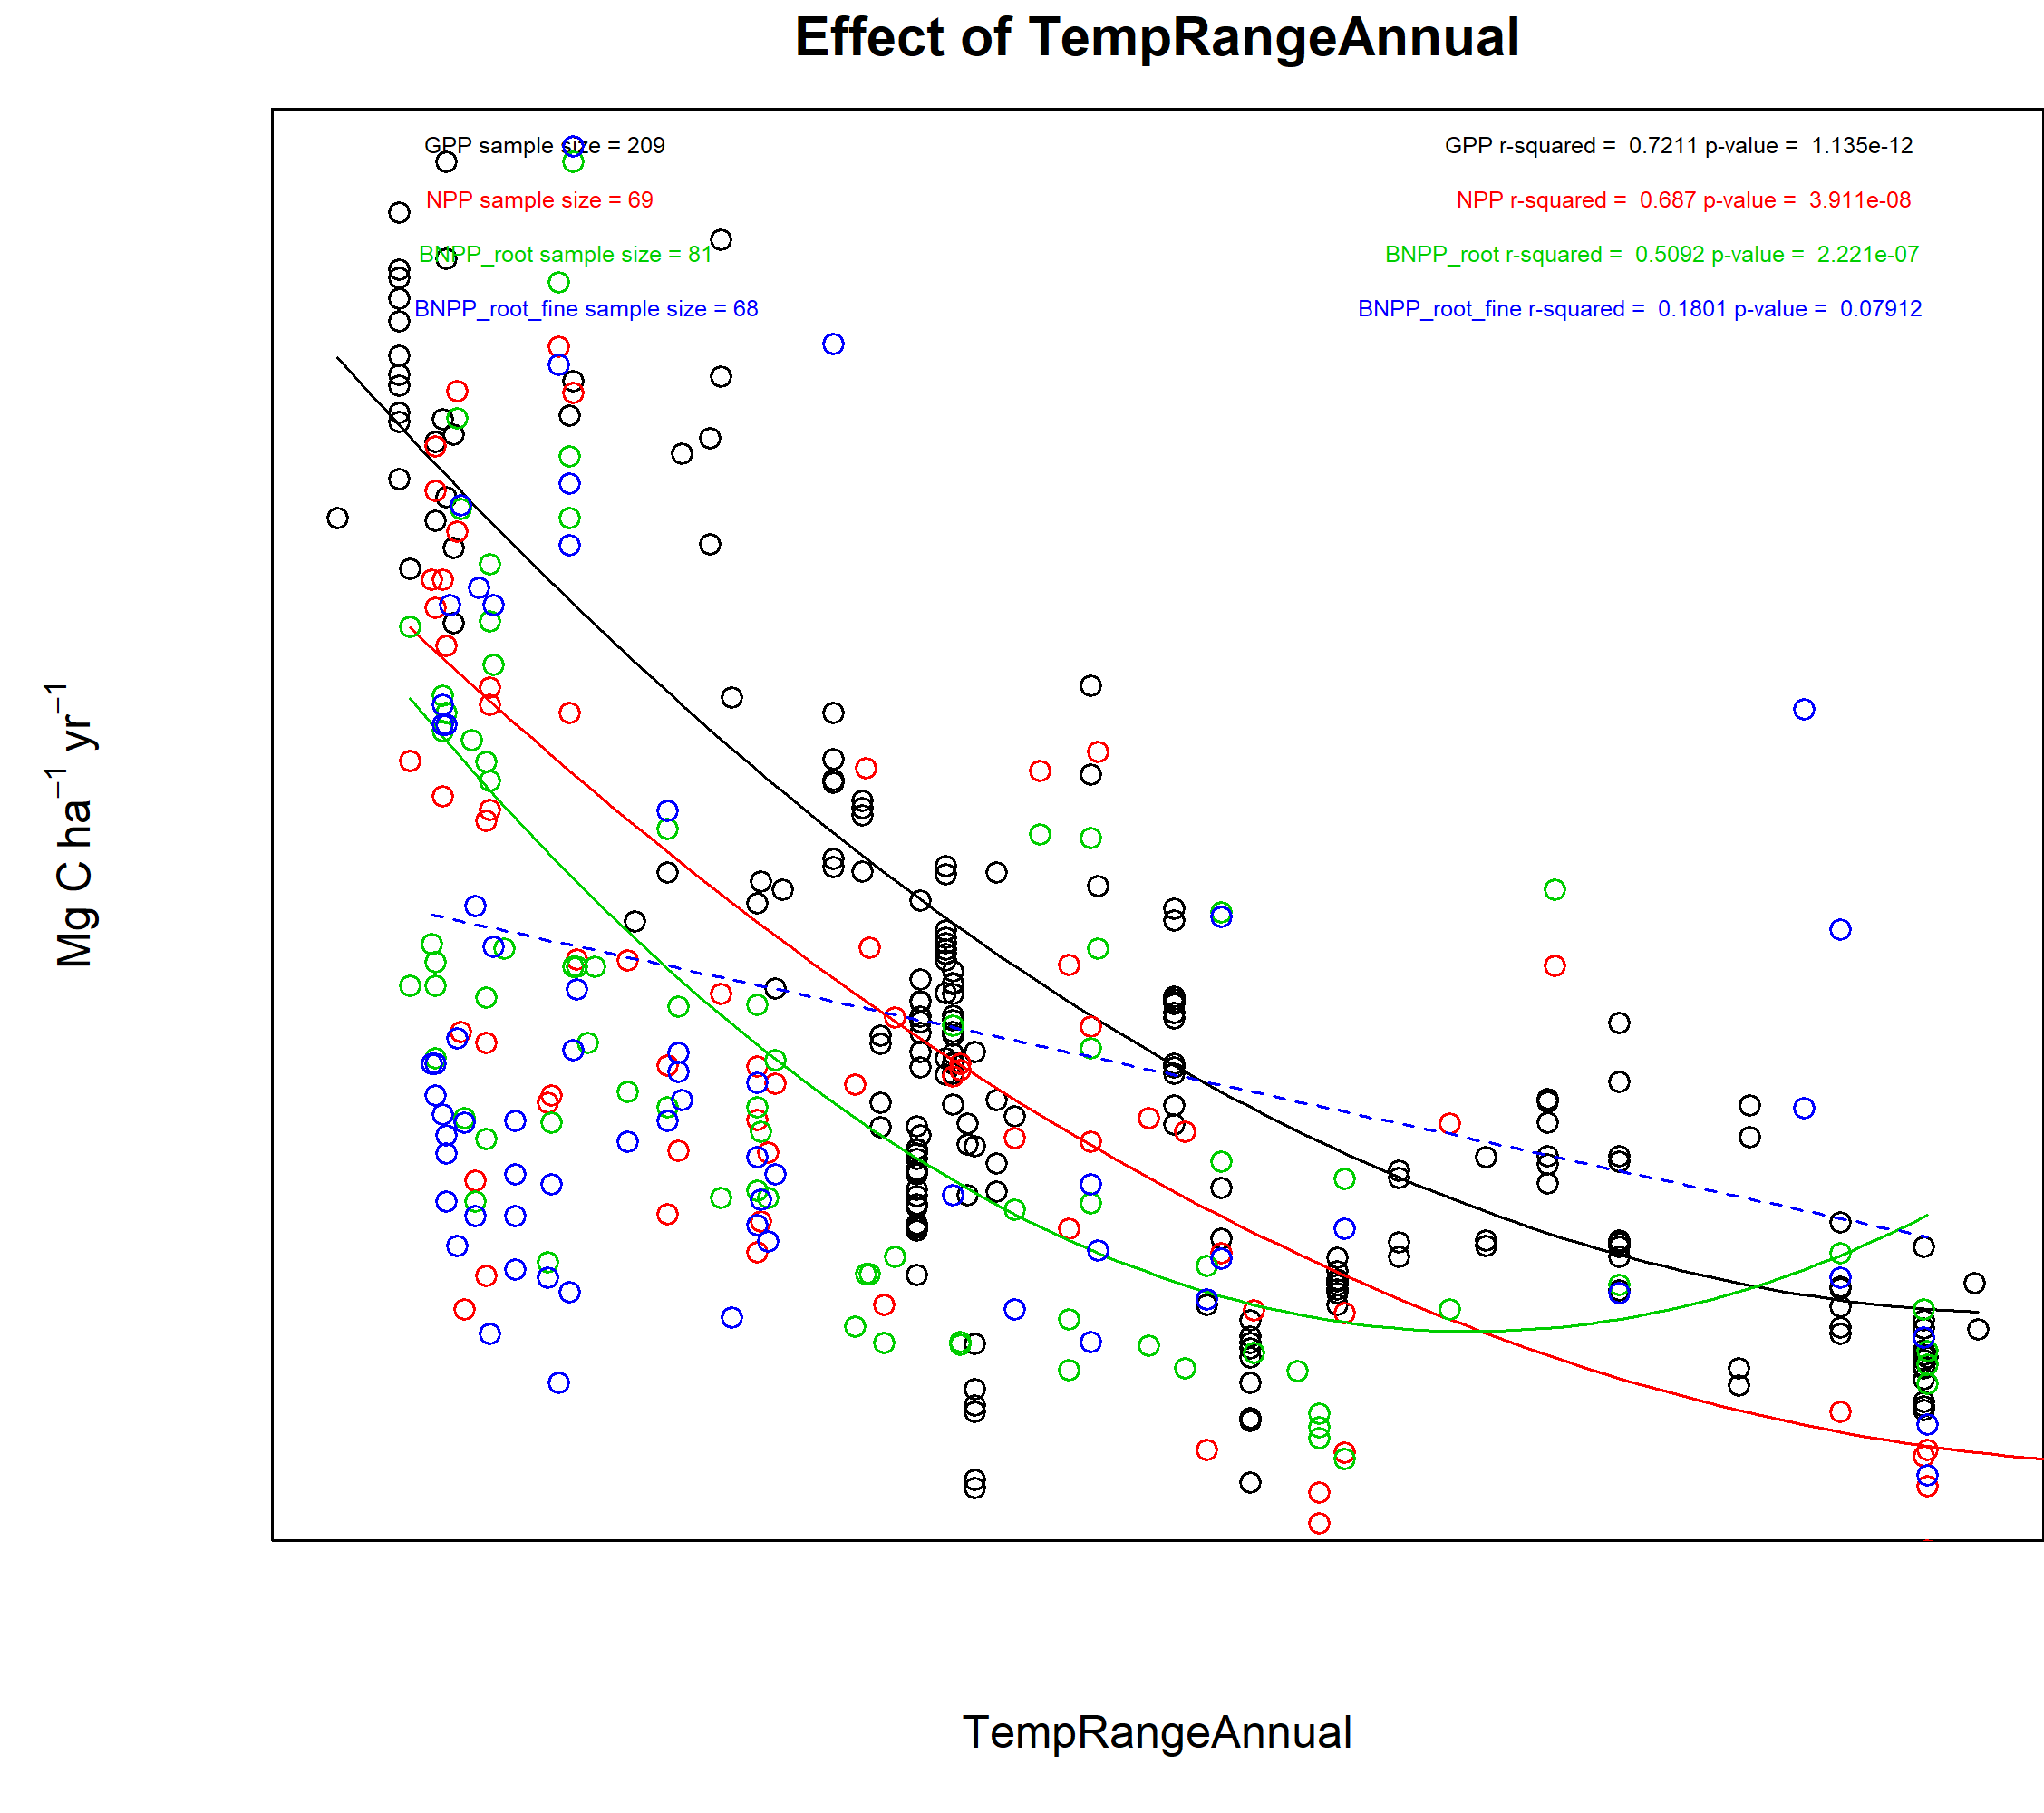 Effect of TempRangeAnnual
GPP sample size = 209
GPP r-squared = 0.7211 p-value = 1.135e-12
NPP sample size = 69
NPP r-squared = 0.687 p-value = 3.911e-08
BNPP_root sample size = 81
BNPP_root r-squared = 0.5092 p-value = 2.221e-07
BNPP_root_fine sample size = 68
BNPP_root_fine r-squared = 0.1801 p-value = 0.07912
Mg C ha⁻¹ yr⁻¹
TempRangeAnnual